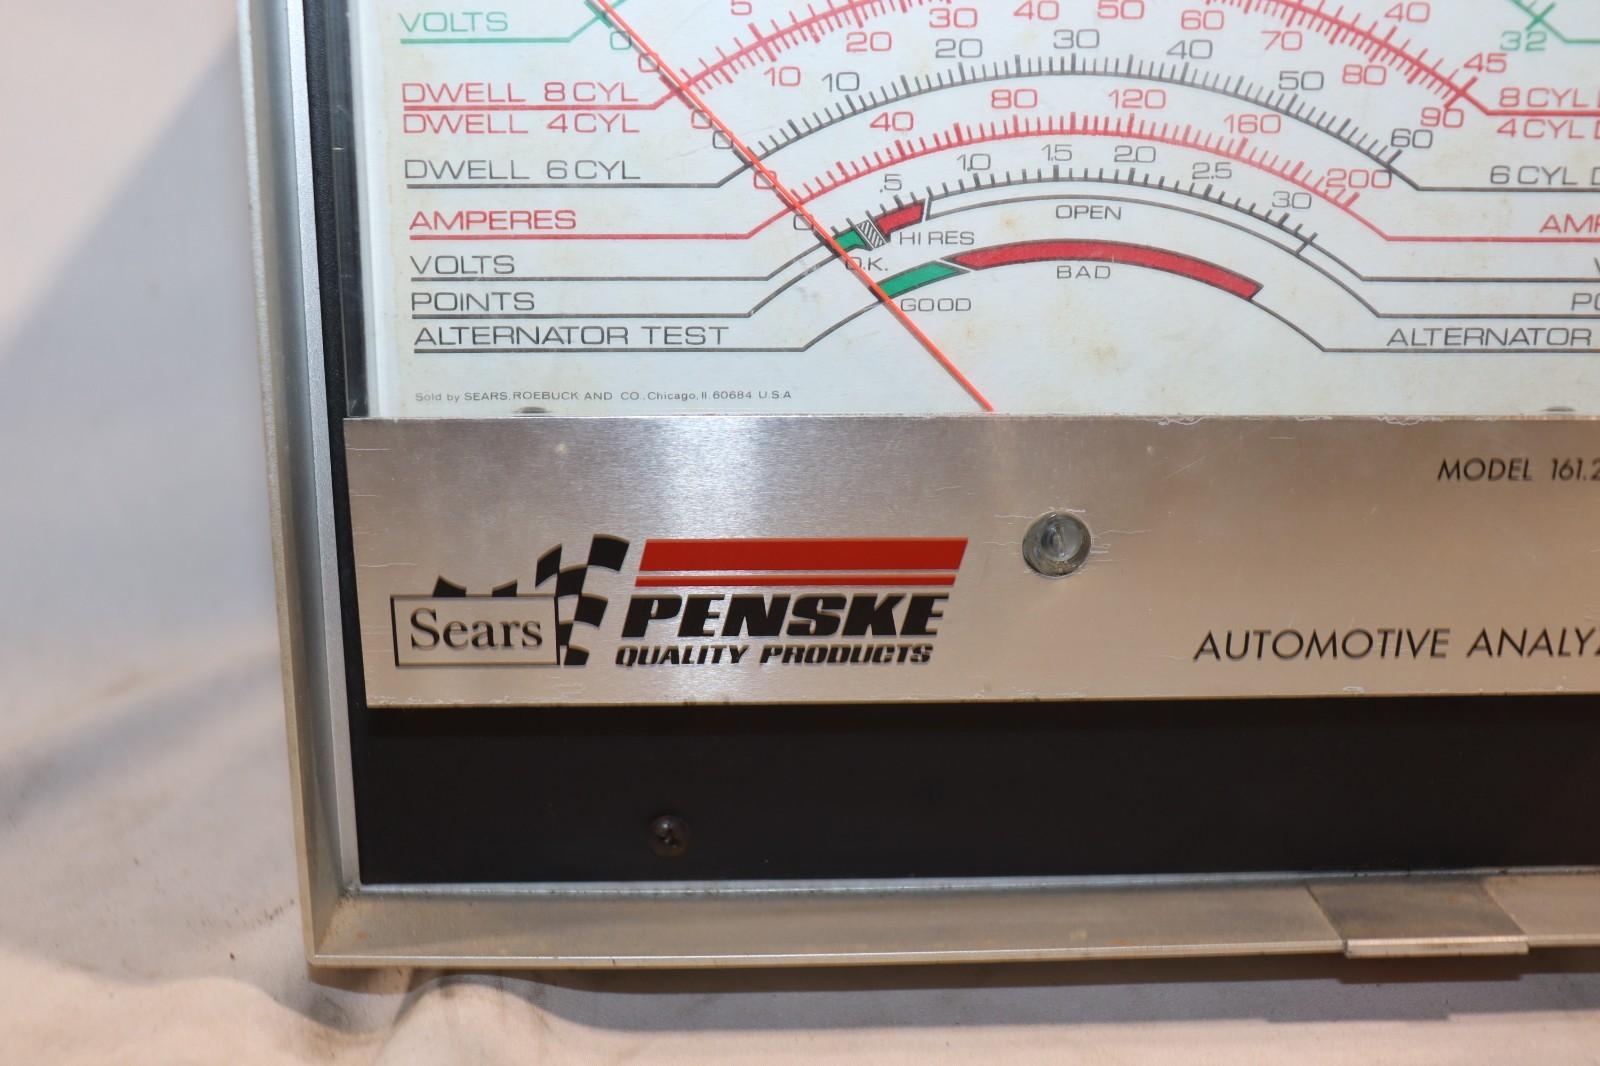 VOLTS 0 32
5 40
30 40 50 60
0 20 70 45
DWELL 8 CYL 10 80 8 CYL
DWELL 4 CYL 0 90 4 CYL
0 10 20 30 40 50 60
DWELL 6 CYL 6 CYL
0 40 80 120 160 200
AMPERES
0 .5 1.0 1.5 2.0 2.5 3.0
VOLTS
OPEN
HI RES
O.K.
POINTS
BAD
GOOD
ALTERNATOR TEST ALTERNATOR
Sold by SEARS, ROEBUCK AND CO., Chicago, Il. 60684 U.S.A
MODEL 161.2
Sears
PENSKE
QUALITY PRODUCTS
AUTOMOTIVE ANALYZ